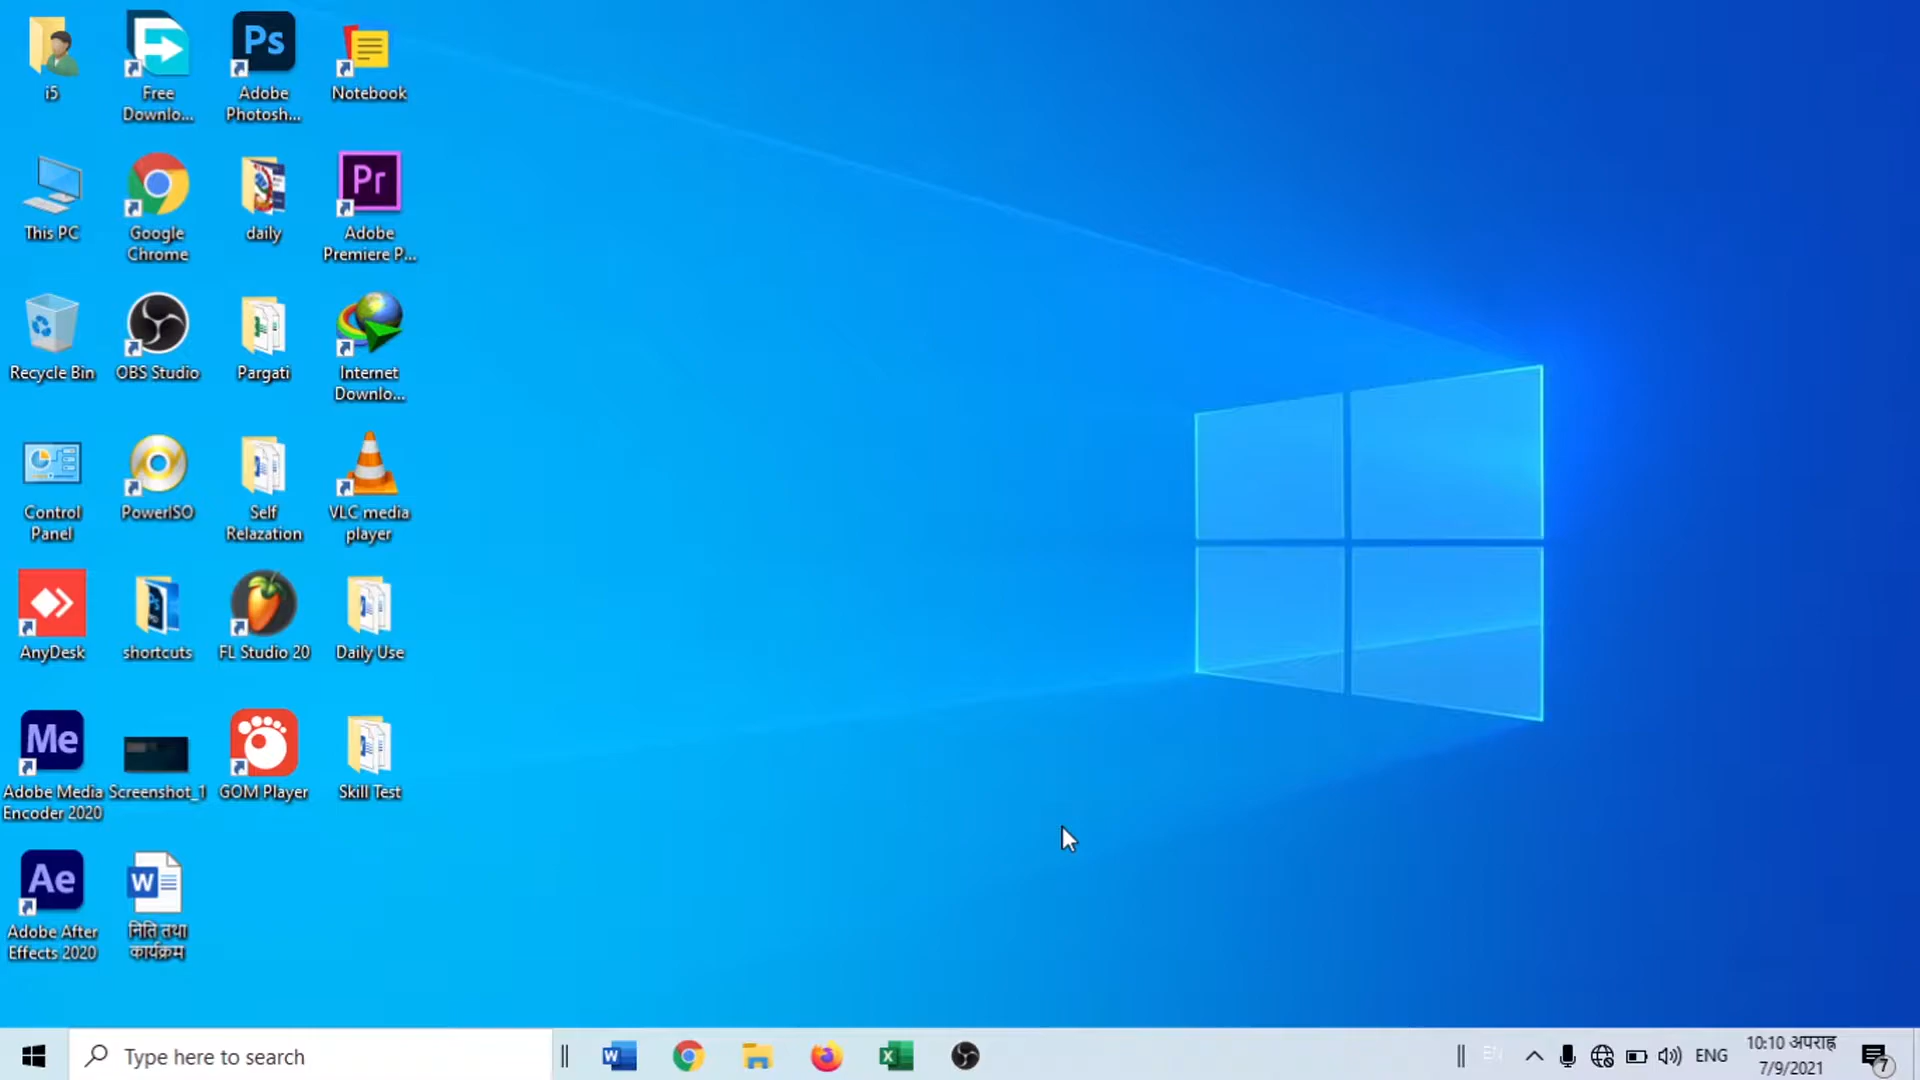 i5
Free
Downlo...
Ps
Adobe
Photosh...
Notebook
This PC
Google
Chrome
daily
Pr
Adobe
Premiere P...
Recycle Bin
OBS Studio
Pargati
Internet
Downlo...
Control
Panel
PowerISO
Self
Relazation
VLC media
player
AnyDesk
shortcuts
FL Studio 20
Daily Use
Me
Adobe Media
Encoder 2020
Screenshot_1
GOM Player
Skill Test
Ae
Adobe After
Effects 2020
W
निति तथा
कार्यक्रम
Type here to search
EN
ENG
10:10 अपराह्न
7/9/2021
7